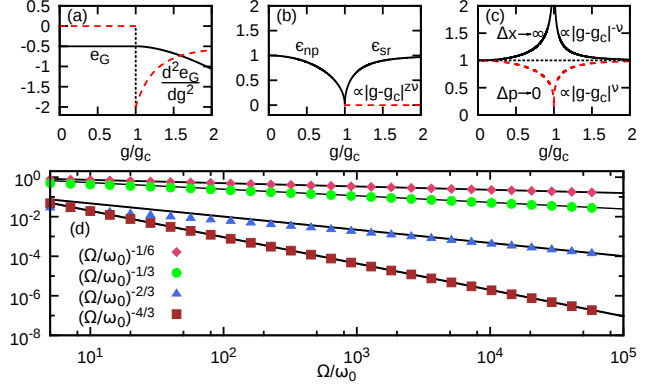 (a)
0
-0.5
-1
-1.5
-2
e_G
d²e_G
dg²
0 0.5 1 1.5 2
g/g_c
(b)
2
1.5
1
0.5
0
ϵ_np
ϵ_sr
∝|g-g_c|^zν
0 0.5 1 1.5 2
g/g_c
(c)
2
1
0
Δx→∞
∝|g-g_c|^-ν
Δp→0
∝|g-g_c|^ν
0 0.5 1 1.5 2
g/g_c
10^0
10^-2
10^-4
10^-6
10^-8
(d)
(Ω/ω_0)^-1/6
(Ω/ω_0)^-1/3
(Ω/ω_0)^-2/3
(Ω/ω_0)^-4/3
10^1 10^2 10^3 10^4 10^5
Ω/ω_0